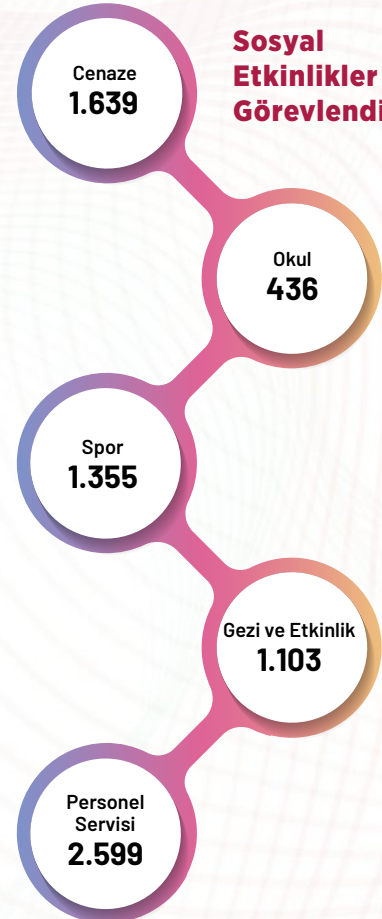 Sosyal
Etkinlikler
Cenaze
1.639
Okul
436
Spor
1.355
Gezi ve Etkinlik
1.103
Personel
Servisi
2.599